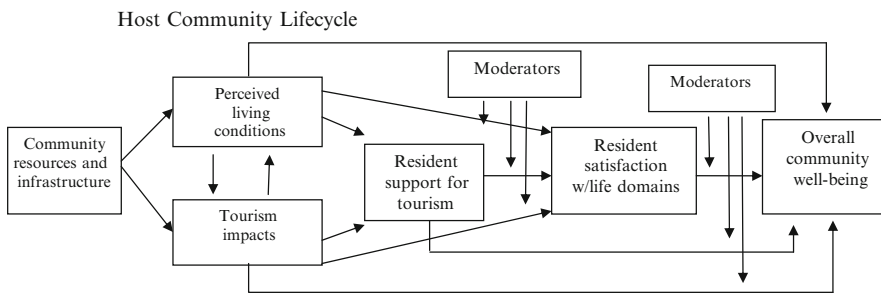 Host Community Lifecycle
Perceived
living
conditions
Moderators
Moderators
Community
resources and
infrastructure
Resident
support for
tourism
Resident
satisfaction
w/life domains
Overall
community
well-being
Tourism
impacts